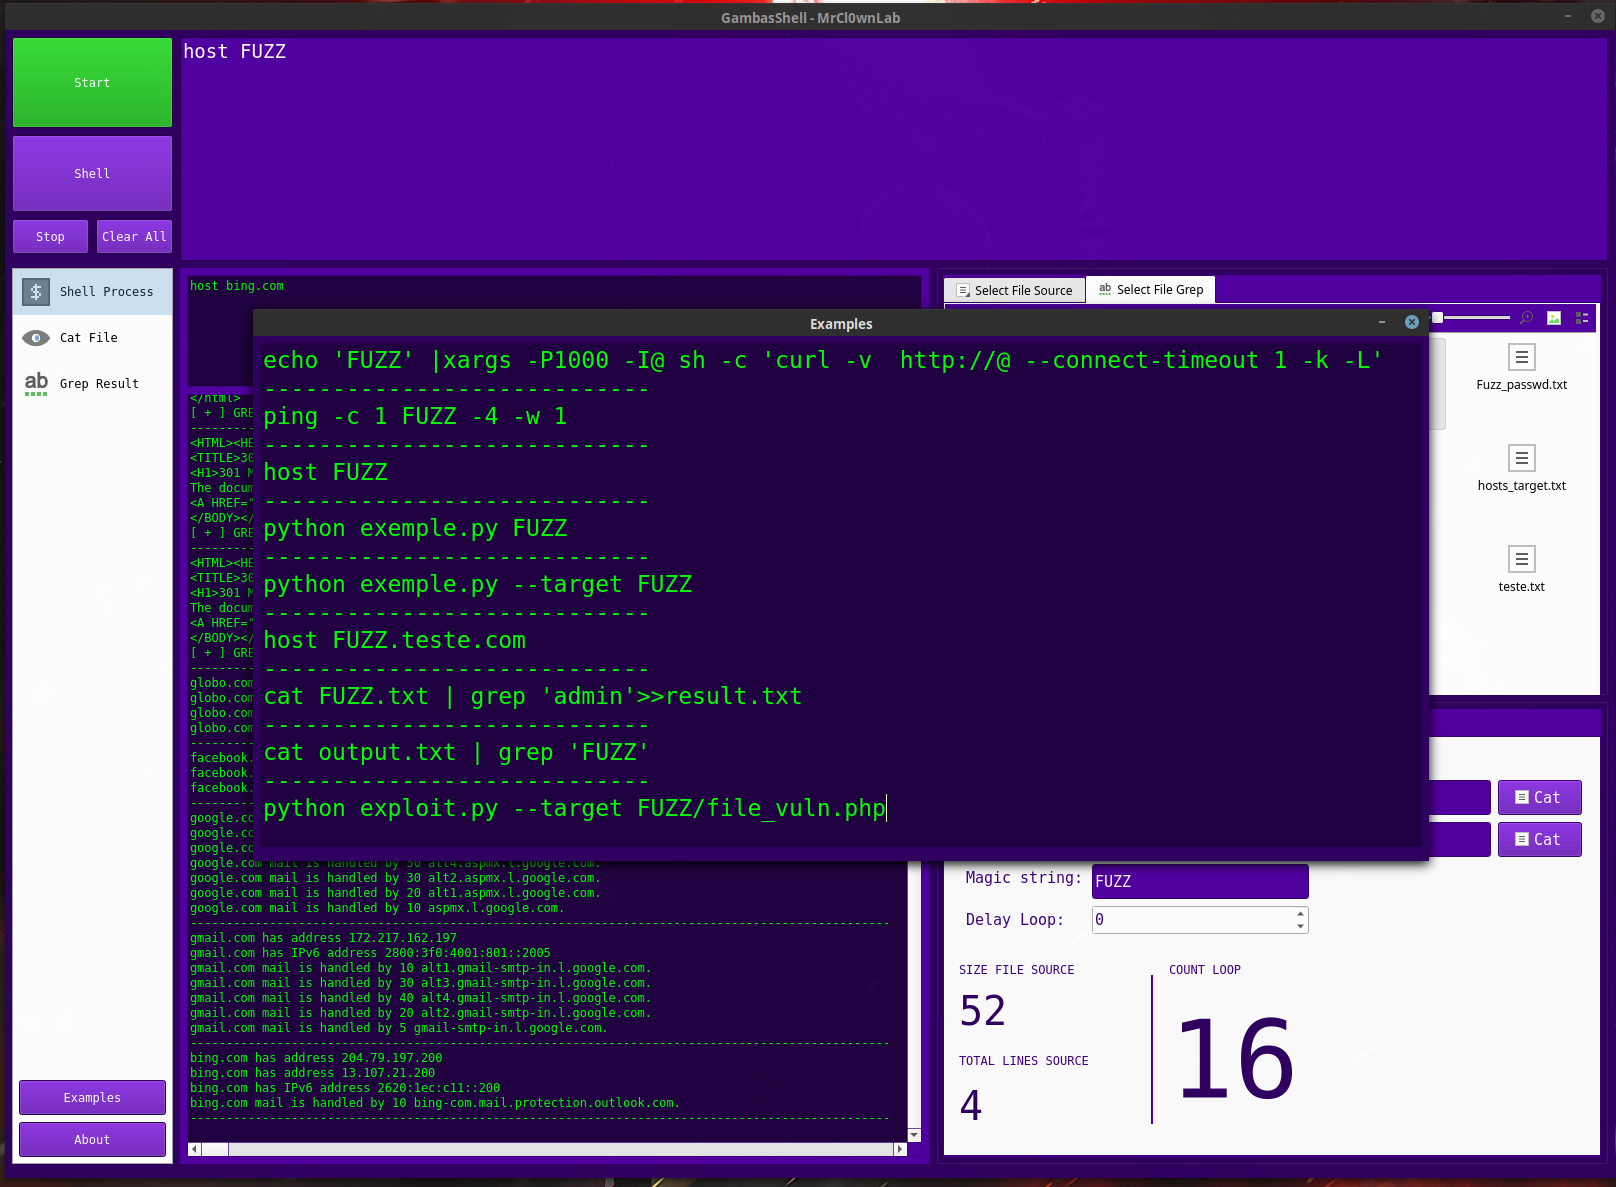 GambasShell - MrCl0wnLab
Start
host FUZZ
Shell
Stop
Clear All
Shell Process
Cat File
Grep Result
Examples
About
host bing.com
</html>
[ + ] GRE
----------
<HTML><HE
<TITLE>30
<H1>301 M
The docum
<A HREF="
</BODY></
[ + ] GRE
----------
<HTML><HE
<TITLE>30
<H1>301 M
The docum
<A HREF="
</BODY></
[ + ] GRE
----------
globo.com
globo.com
globo.com
globo.com
----------
facebook.
facebook.
facebook.
----------
google.co
google.co
google.co
google.com mail is handled by 50 alt4.aspmx.l.google.com.
google.com mail is handled by 30 alt2.aspmx.l.google.com.
google.com mail is handled by 20 alt1.aspmx.l.google.com.
google.com mail is handled by 10 aspmx.l.google.com.
-------------------------------------------------------------------------------------------------
gmail.com has address 172.217.162.197
gmail.com has IPv6 address 2800:3f0:4001:801::2005
gmail.com mail is handled by 10 alt1.gmail-smtp-in.l.google.com.
gmail.com mail is handled by 30 alt3.gmail-smtp-in.l.google.com.
gmail.com mail is handled by 40 alt4.gmail-smtp-in.l.google.com.
gmail.com mail is handled by 20 alt2.gmail-smtp-in.l.google.com.
gmail.com mail is handled by 5 gmail-smtp-in.l.google.com.
-------------------------------------------------------------------------------------------------
bing.com has address 204.79.197.200
bing.com has address 13.107.21.200
bing.com has IPv6 address 2620:1ec:c11::200
bing.com mail is handled by 10 bing-com.mail.protection.outlook.com.
-------------------------------------------------------------------------------------------------
Examples
echo 'FUZZ' |xargs -P1000 -I@ sh -c 'curl -v  http://@ --connect-timeout 1 -k -L'
----------------------------
ping -c 1 FUZZ -4 -w 1
----------------------------
host FUZZ
----------------------------
python exemple.py FUZZ
----------------------------
python exemple.py --target FUZZ
----------------------------
host FUZZ.teste.com
----------------------------
cat FUZZ.txt | grep 'admin'>>result.txt
----------------------------
cat output.txt | grep 'FUZZ'
----------------------------
python exploit.py --target FUZZ/file_vuln.php
Select File Source
Select File Grep
Fuzz_passwd.txt
hosts_target.txt
teste.txt
Cat
Cat
Magic string: FUZZ
Delay Loop: 0
SIZE FILE SOURCE
52
TOTAL LINES SOURCE
4
COUNT LOOP
16